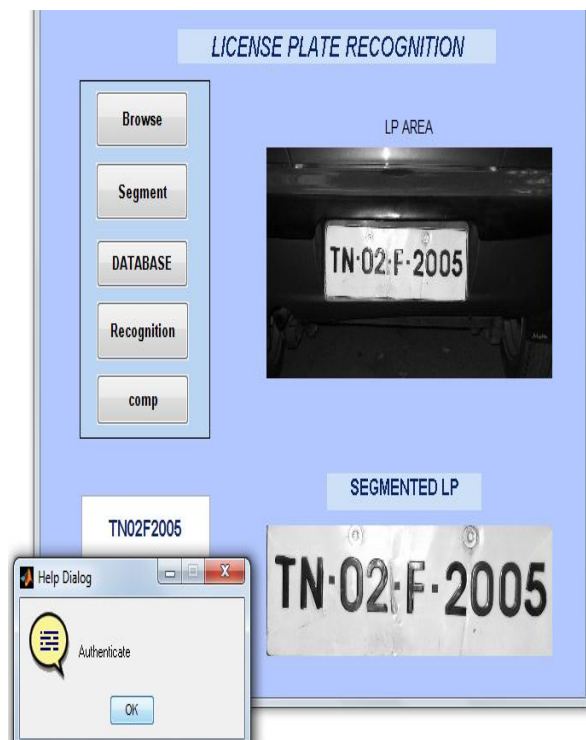 LICENSE PLATE RECOGNITION
Browse
Segment
DATABASE
Recognition
comp
LP AREA
TN·02·F·2005
TN02F2005
SEGMENTED LP
TN·02·F·2005
Help Dialog
Authenticate
OK